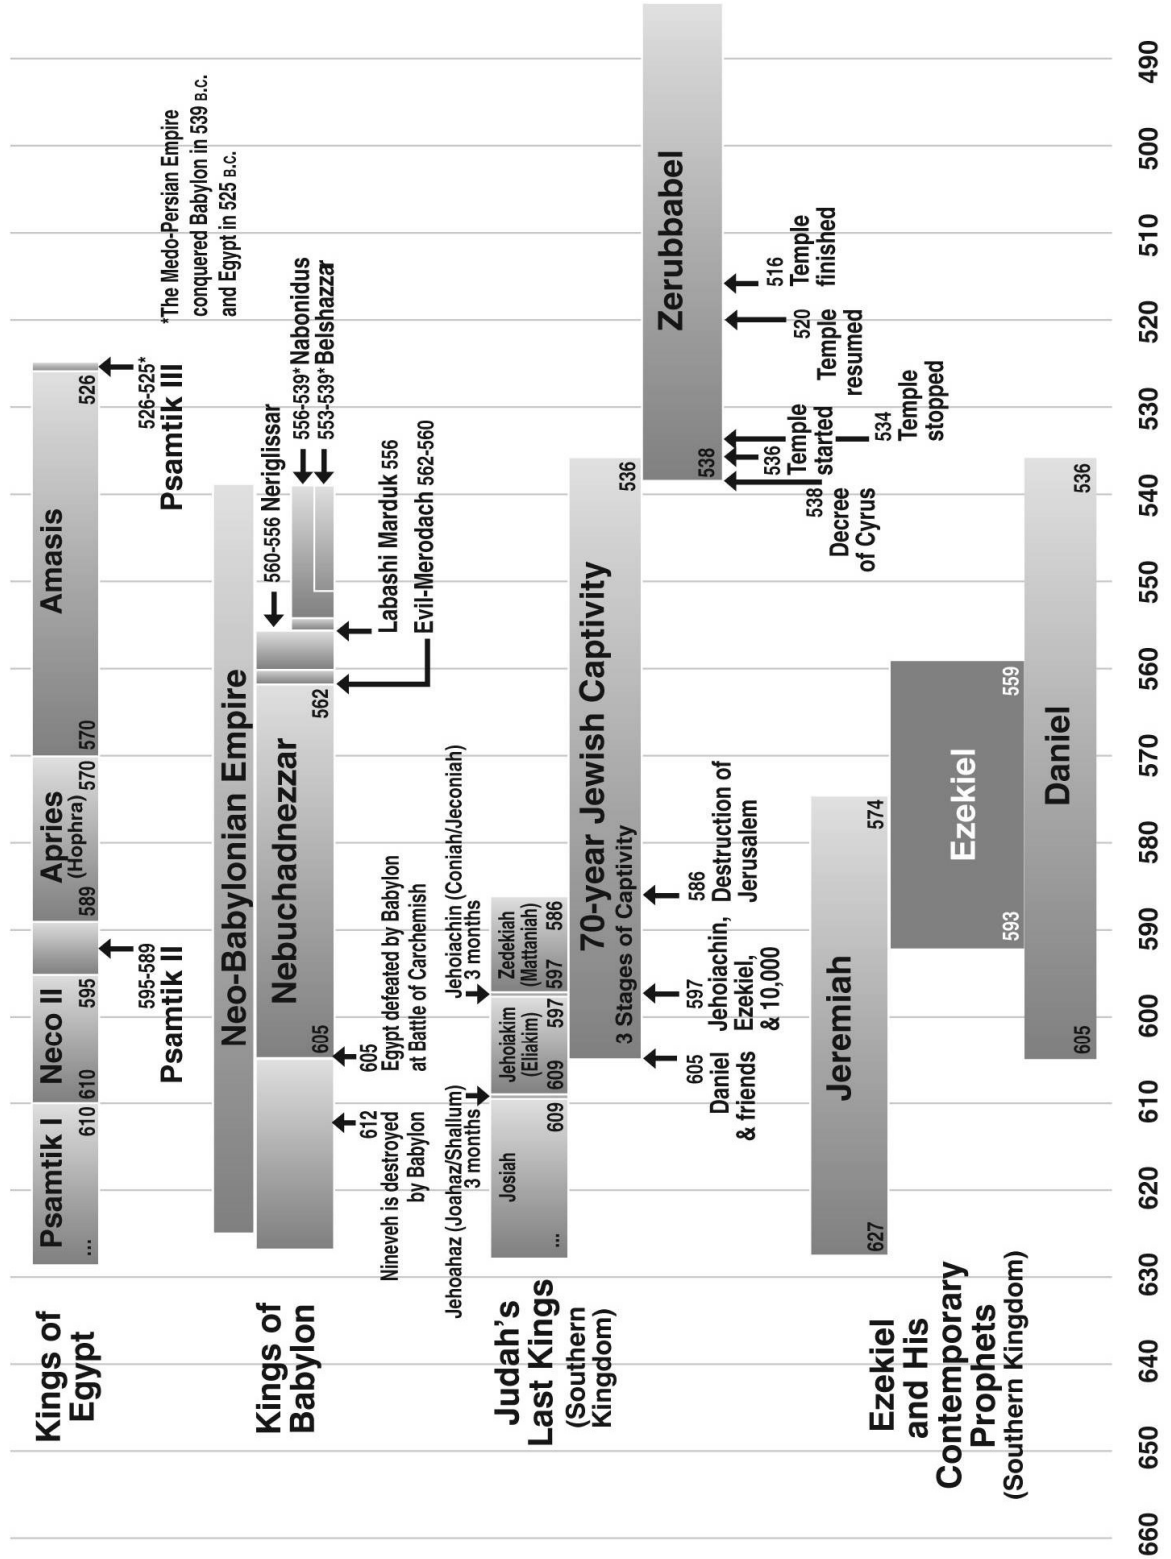 Kings of
Egypt
Psamtik I
...
610
Neco II
610
595
595-589
Psamtik II
Apries
(Hophra)
589
570
Amasis
570
526
526-525*
Psamtik III
*The Medo-Persian Empire
conquered Babylon in 539 B.C.
and Egypt in 525 B.C.
Kings of
Babylon
Neo-Babylonian Empire
Nebuchadnezzar
605
562
560-556 Neriglissar
556-539* Nabonidus
553-539* Belshazzar
Labashi Marduk 556
Evil-Merodach 562-560
612
Nineveh is destroyed
by Babylon
605
Egypt defeated by Babylon
at Battle of Carchemish
Judah's
Last Kings
(Southern
Kingdom)
Jehoahaz (Joahaz/Shallum)
3 months
Jehoiachin (Coniah/Jeconiah)
3 months
Josiah
...
609
Jehoiakim
(Eliakim)
609
597
Zedekiah
(Mattaniah)
597
586
70-year Jewish Captivity
3 Stages of Captivity
536
605
Daniel
& friends
597
Jehoiachin,
Ezekiel,
& 10,000
586
Destruction of
Jerusalem
Zerubbabel
538
538
Decree
of Cyrus
536
Temple
started
534
Temple
stopped
520
Temple
resumed
516
Temple
finished
Ezekiel
and His
Contemporary
Prophets
(Southern Kingdom)
Jeremiah
627
574
Ezekiel
593
559
Daniel
605
536
660 650 640 630 620 610 600 590 580 570 560 550 540 530 520 510 500 490